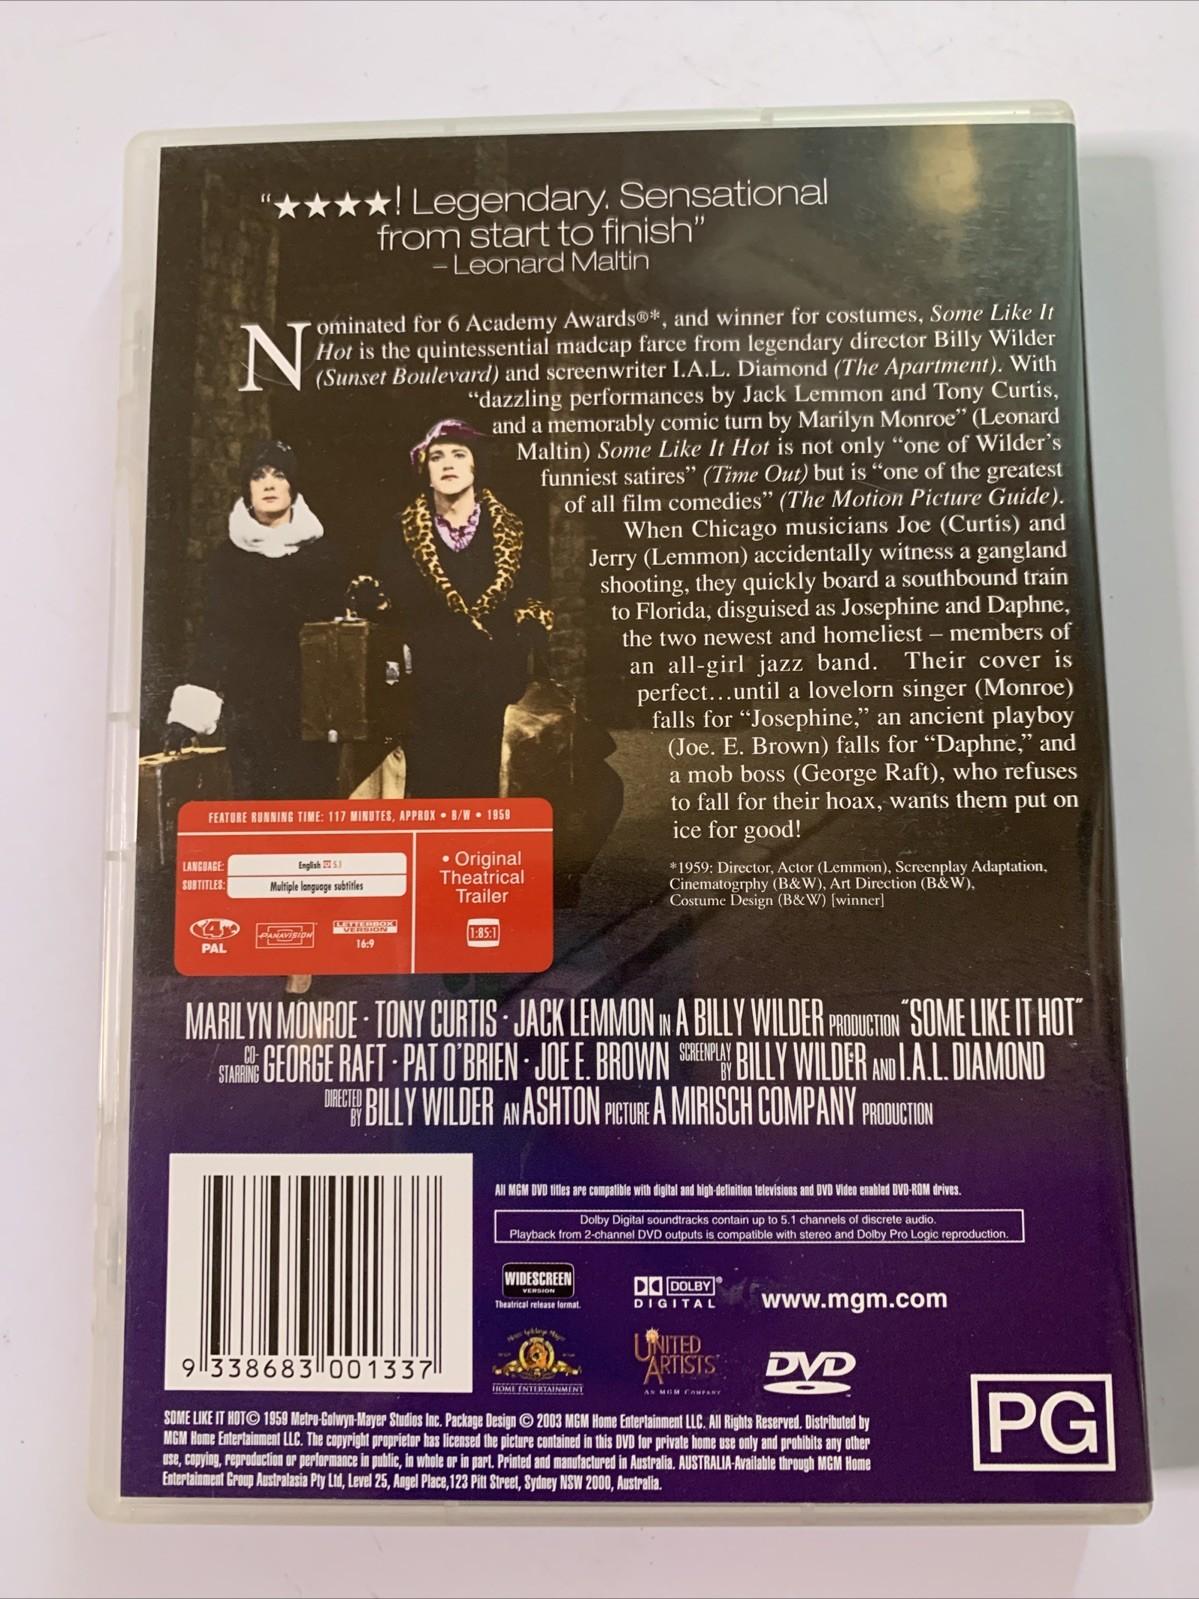 “★★★★! Legendary. Sensational
from start to finish”
– Leonard Maltin
Nominated for 6 Academy Awards®*, and winner for costumes, Some Like It
Hot is the quintessential madcap farce from legendary director Billy Wilder
(Sunset Boulevard) and screenwriter I.A.L. Diamond (The Apartment). With
“dazzling performances by Jack Lemmon and Tony Curtis,
and a memorably comic turn by Marilyn Monroe” (Leonard
Maltin) Some Like It Hot is not only “one of Wilder’s
funniest satires” (Time Out) but is “one of the greatest
of all film comedies” (The Motion Picture Guide).
When Chicago musicians Joe (Curtis) and
Jerry (Lemmon) accidentally witness a gangland
shooting, they quickly board a southbound train
to Florida, disguised as Josephine and Daphne,
the two newest and homeliest – members of
an all-girl jazz band. Their cover is
perfect...until a lovelorn singer (Monroe)
falls for “Josephine,” an ancient playboy
(Joe. E. Brown) falls for “Daphne,” and
a mob boss (George Raft), who refuses
to fall for their hoax, wants them put on
ice for good!
*1959: Director, Actor (Lemmon), Screenplay Adaptation,
Cinematogrphy (B&W), Art Direction (B&W),
Costume Design (B&W) [winner]
FEATURE RUNNING TIME: 117 MINUTES, APPROX • B/W • 1959
LANGUAGE: English 5.1
SUBTITLES: Multiple language subtitles
4 PAL
PANAVISION
LETTERBOX VERSION
16:9
• Original
Theatrical
Trailer
1:85:1
MARILYN MONROE · TONY CURTIS · JACK LEMMON IN A BILLY WILDER PRODUCTION “SOME LIKE IT HOT”
CO-STARRING GEORGE RAFT · PAT O’BRIEN · JOE E. BROWN SCREENPLAY BY BILLY WILDER AND I.A.L. DIAMOND
DIRECTED BY BILLY WILDER AN ASHTON PICTURE A MIRISCH COMPANY PRODUCTION
All MGM DVD titles are compatible with digital and high-definition televisions and DVD Video enabled DVD-ROM drives.
Dolby Digital soundtracks contain up to 5.1 channels of discrete audio.
Playback from 2-channel DVD outputs is compatible with stereo and Dolby Pro Logic reproduction.
WIDESCREEN
VERSION
Theatrical release format.
DOLBY®
DIGITAL
www.mgm.com
Metro Goldwyn Mayer
HOME ENTERTAINMENT
UNITED
ARTISTS
AN MGM COMPANY
DVD
9 338683 001337
PG
SOME LIKE IT HOT© 1959 Metro-Golwyn-Mayer Studios Inc. Package Design © 2003 MGM Home Entertainment LLC. All Rights Reserved. Distributed by
MGM Home Entertainment LLC. The copyright proprietor has licensed the picture contained in this DVD for private home use only and prohibits any other
use, copying, reproduction or performance in public, in whole or in part. Printed and manufactured in Australia. AUSTRALIA-Available through MGM Home
Entertainment Group Australasia Pty Ltd, Level 25, Angel Place,123 Pitt Street, Sydney NSW 2000, Australia.